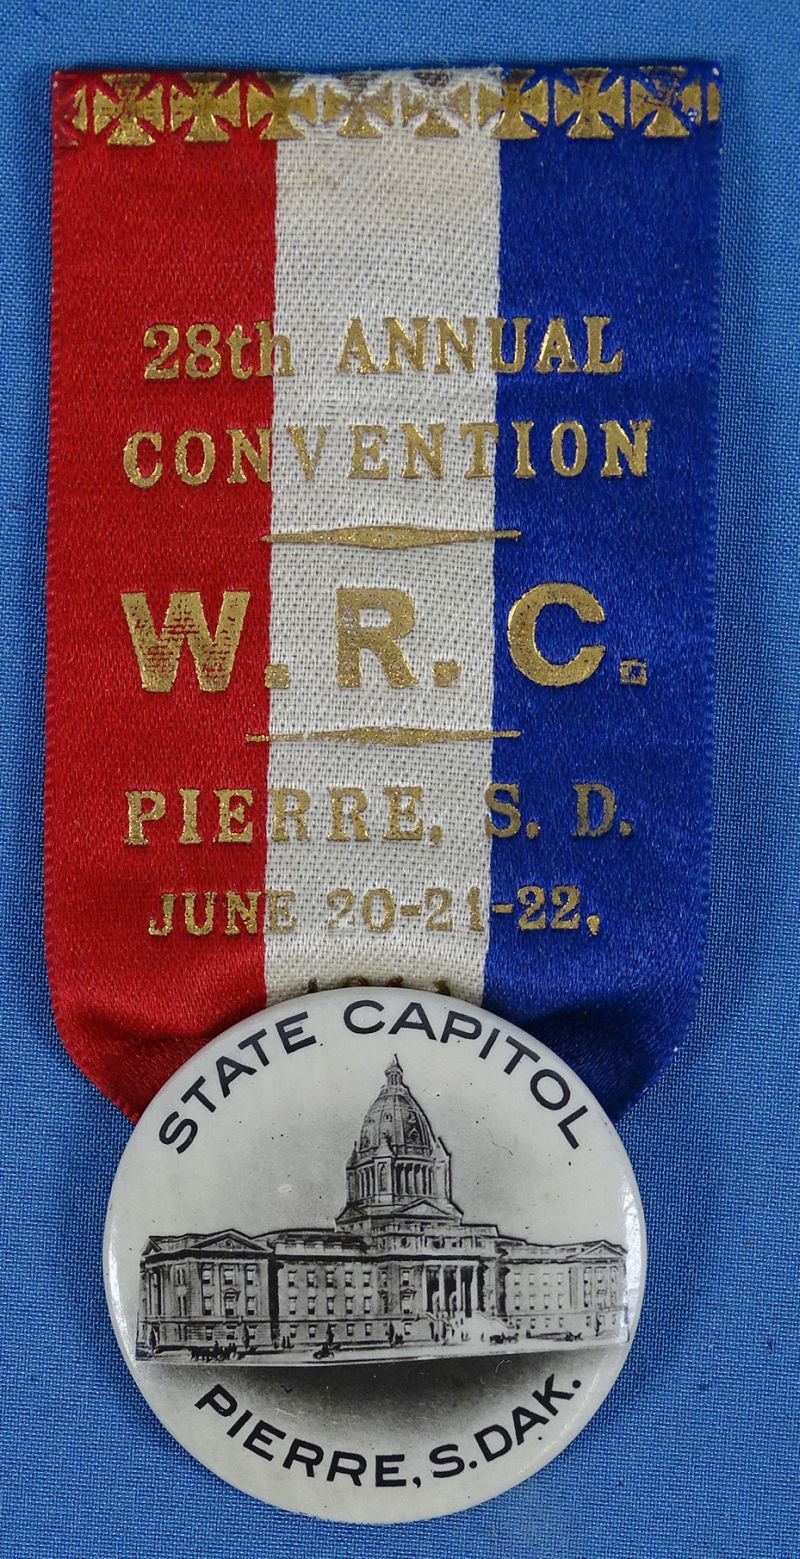 28th ANNUAL
CONVENTION
W. R. C.
PIERRE, S. D.
JUNE 20-21-22,
STATE CAPITOL
PIERRE, S.DAK.